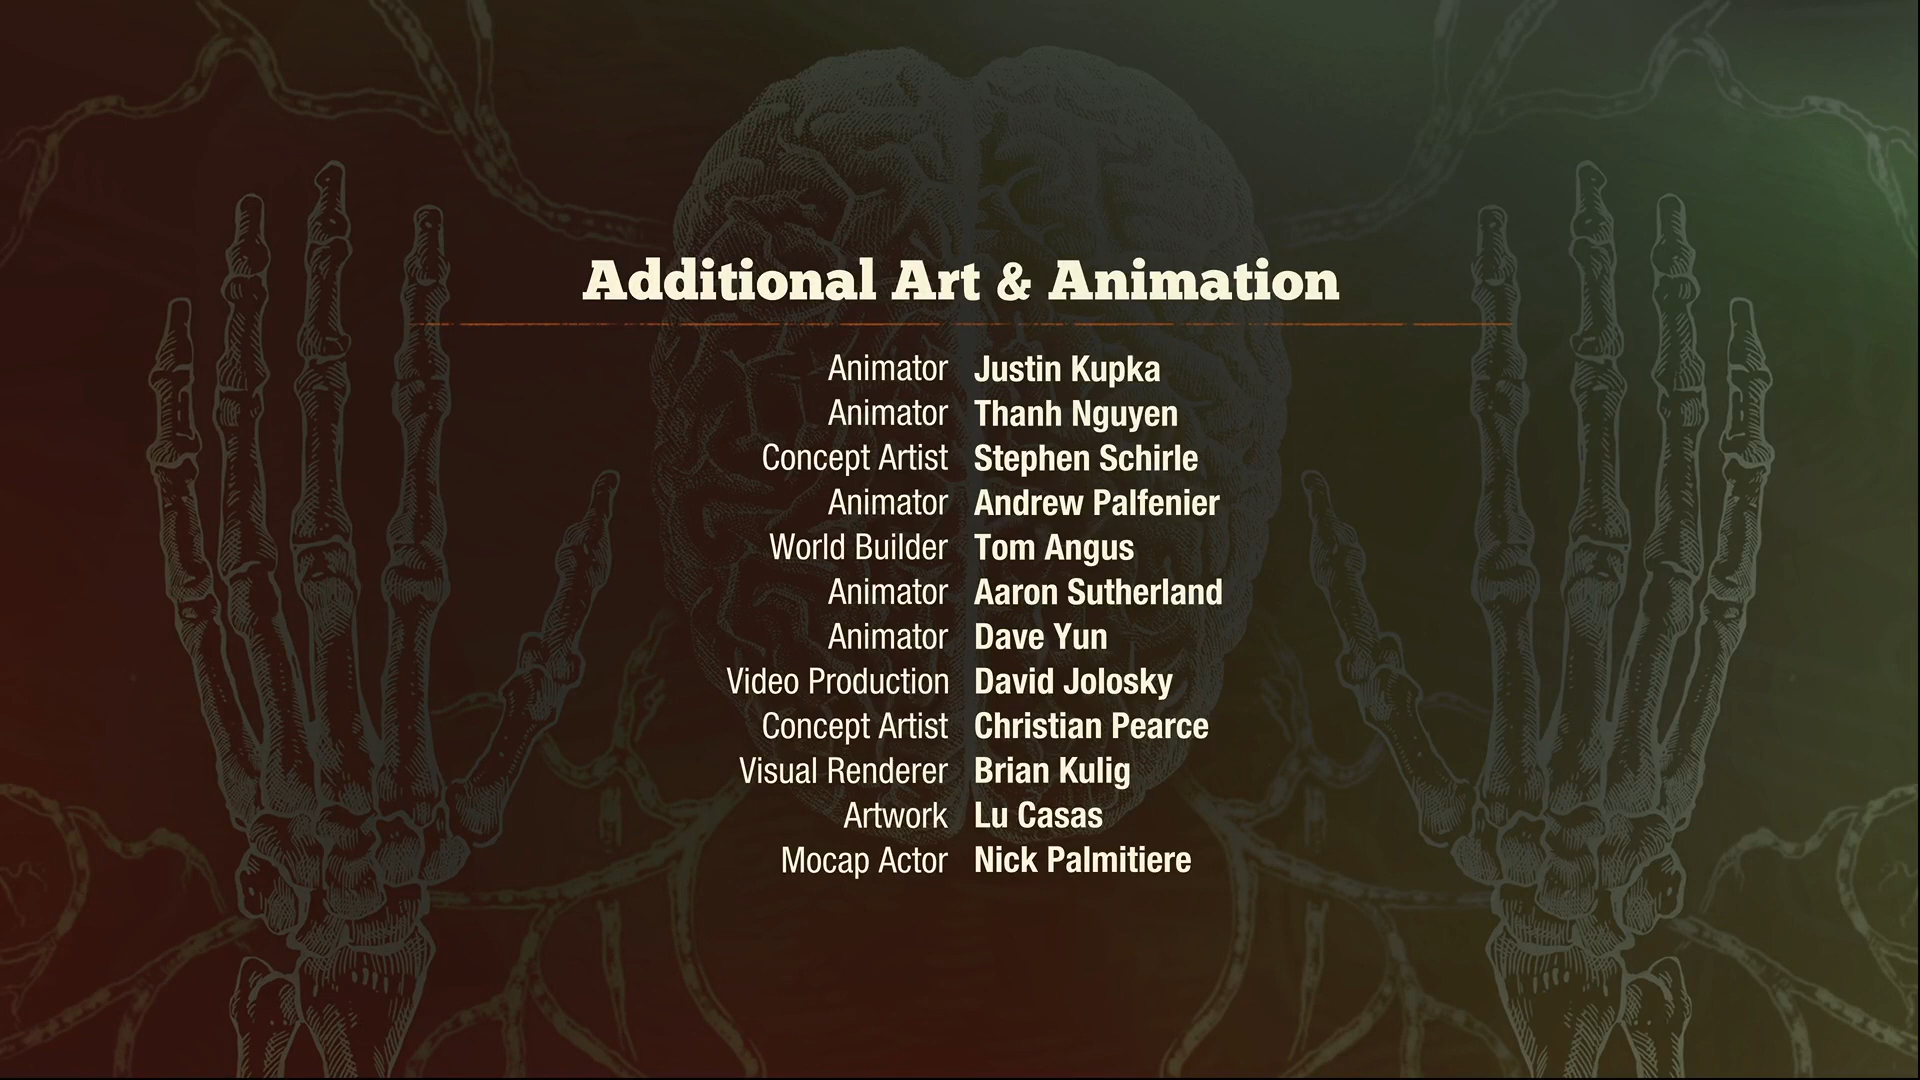 Additional Art & Animation
Animator Justin Kupka
Animator Thanh Nguyen
Concept Artist Stephen Schirle
Animator Andrew Palfenier
World Builder Tom Angus
Animator Aaron Sutherland
Animator Dave Yun
Video Production David Jolosky
Concept Artist Christian Pearce
Visual Renderer Brian Kulig
Artwork Lu Casas
Mocap Actor Nick Palmitiere